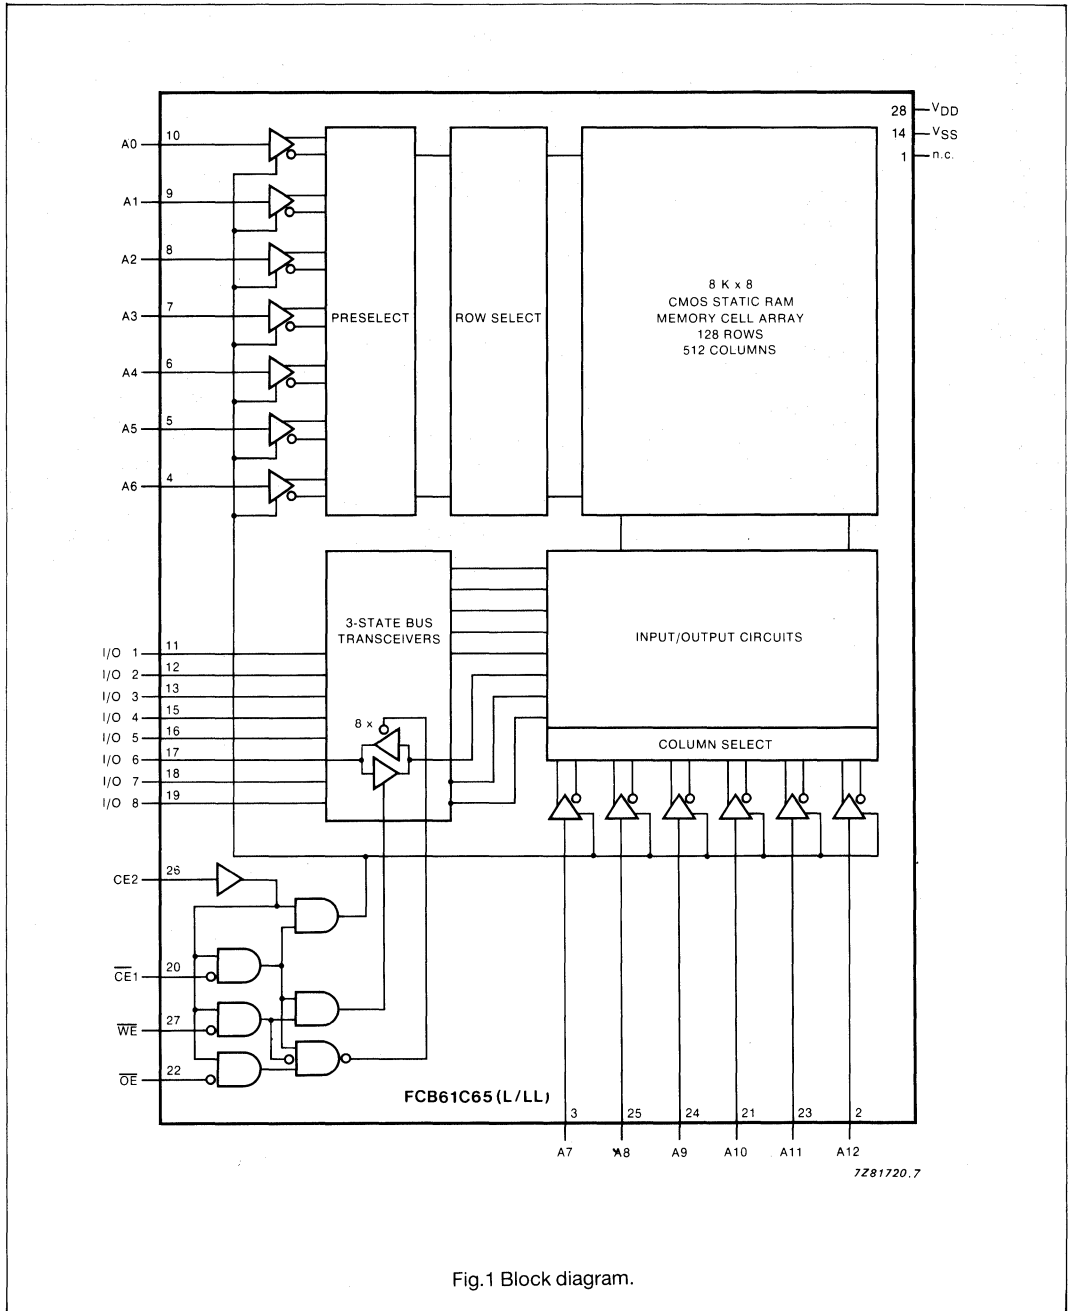 28 VDD
14 VSS
1 n.c.
A0 10
A1 9
A2 8
A3 7
A4 6
A5 5
A6 4
PRESELECT
ROW SELECT
8 K x 8
CMOS STATIC RAM
MEMORY CELL ARRAY
128 ROWS
512 COLUMNS
3-STATE BUS
TRANSCEIVERS
8 x
INPUT/OUTPUT CIRCUITS
COLUMN SELECT
I/O 1 11
I/O 2 12
I/O 3 13
I/O 4 15
I/O 5 16
I/O 6 17
I/O 7 18
I/O 8 19
CE2 26
C̅E̅1 20
W̅E̅ 27
O̅E̅ 22
FCB61C65 (L/LL)
3 25 24 21 23 2
A7 A8 A9 A10 A11 A12
7Z81720.7
Fig.1 Block diagram.